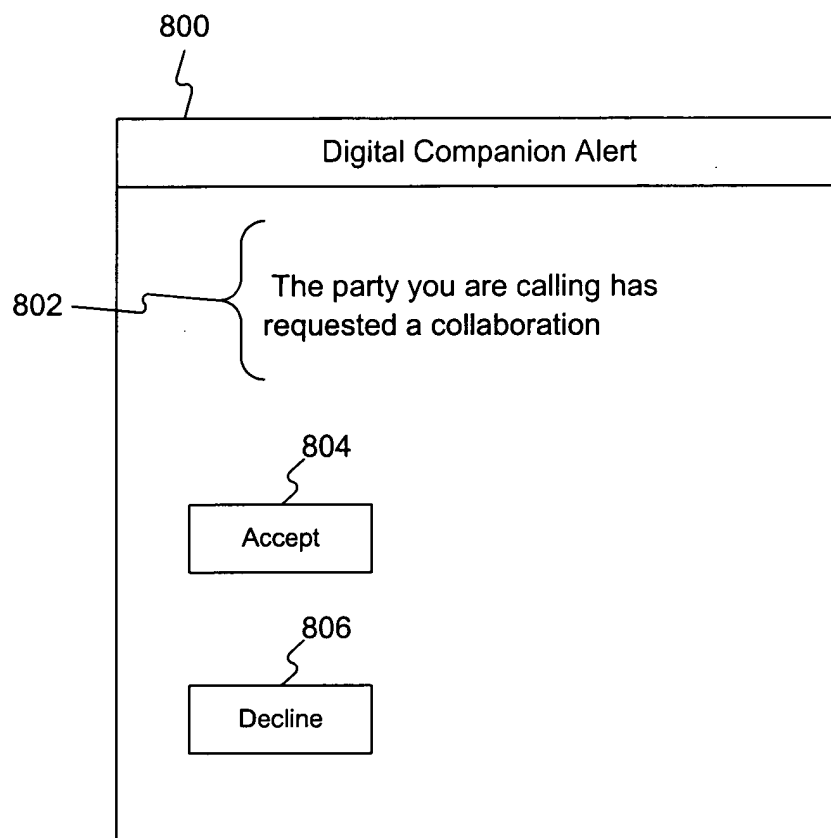 800
Digital Companion Alert
802
The party you are calling has
requested a collaboration
804
Accept
806
Decline